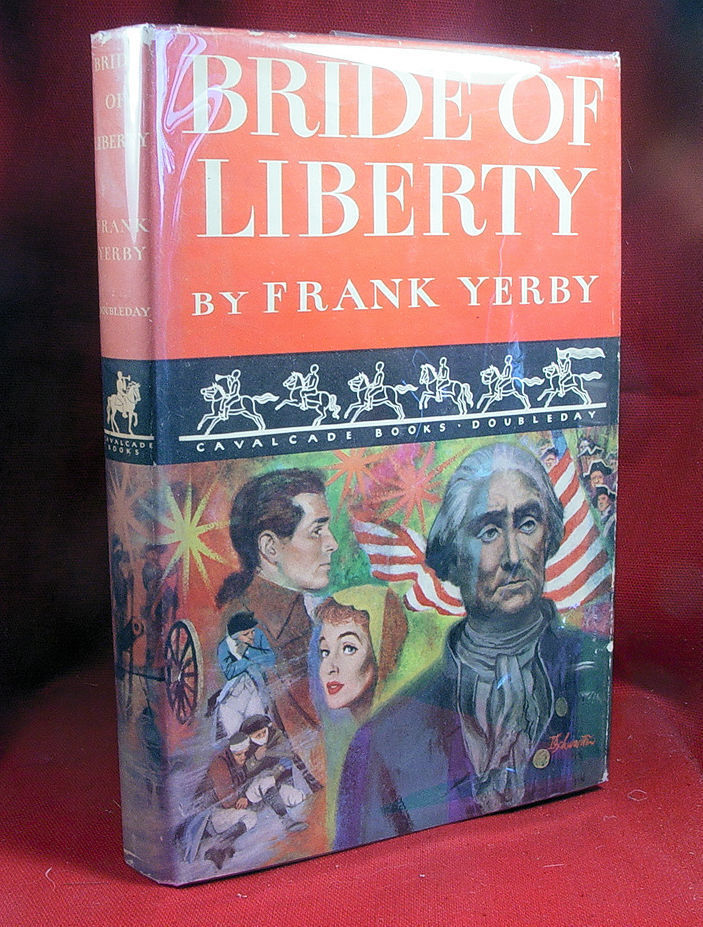 BRIDE OF
LIBERTY
BY FRANK YERBY
CAVALCADE BOOKS · DOUBLEDAY
BRIDE
OF
LIBERTY
FRANK
YERBY
DOUBLEDAY
CAVALCADE
BOOKS